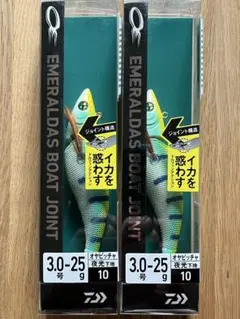 EMERALDAS BOAT JOINT
ジョイント構造
イカを
惑わす
3.0-25
号 g
オヤビッチャ
夜光下地
10
DAIWA
EMERALDAS BOAT JOINT
ジョイント構造
イカを
惑わす
3.0-25
号 g
オヤビッチャ
夜光下地
10
DAIWA